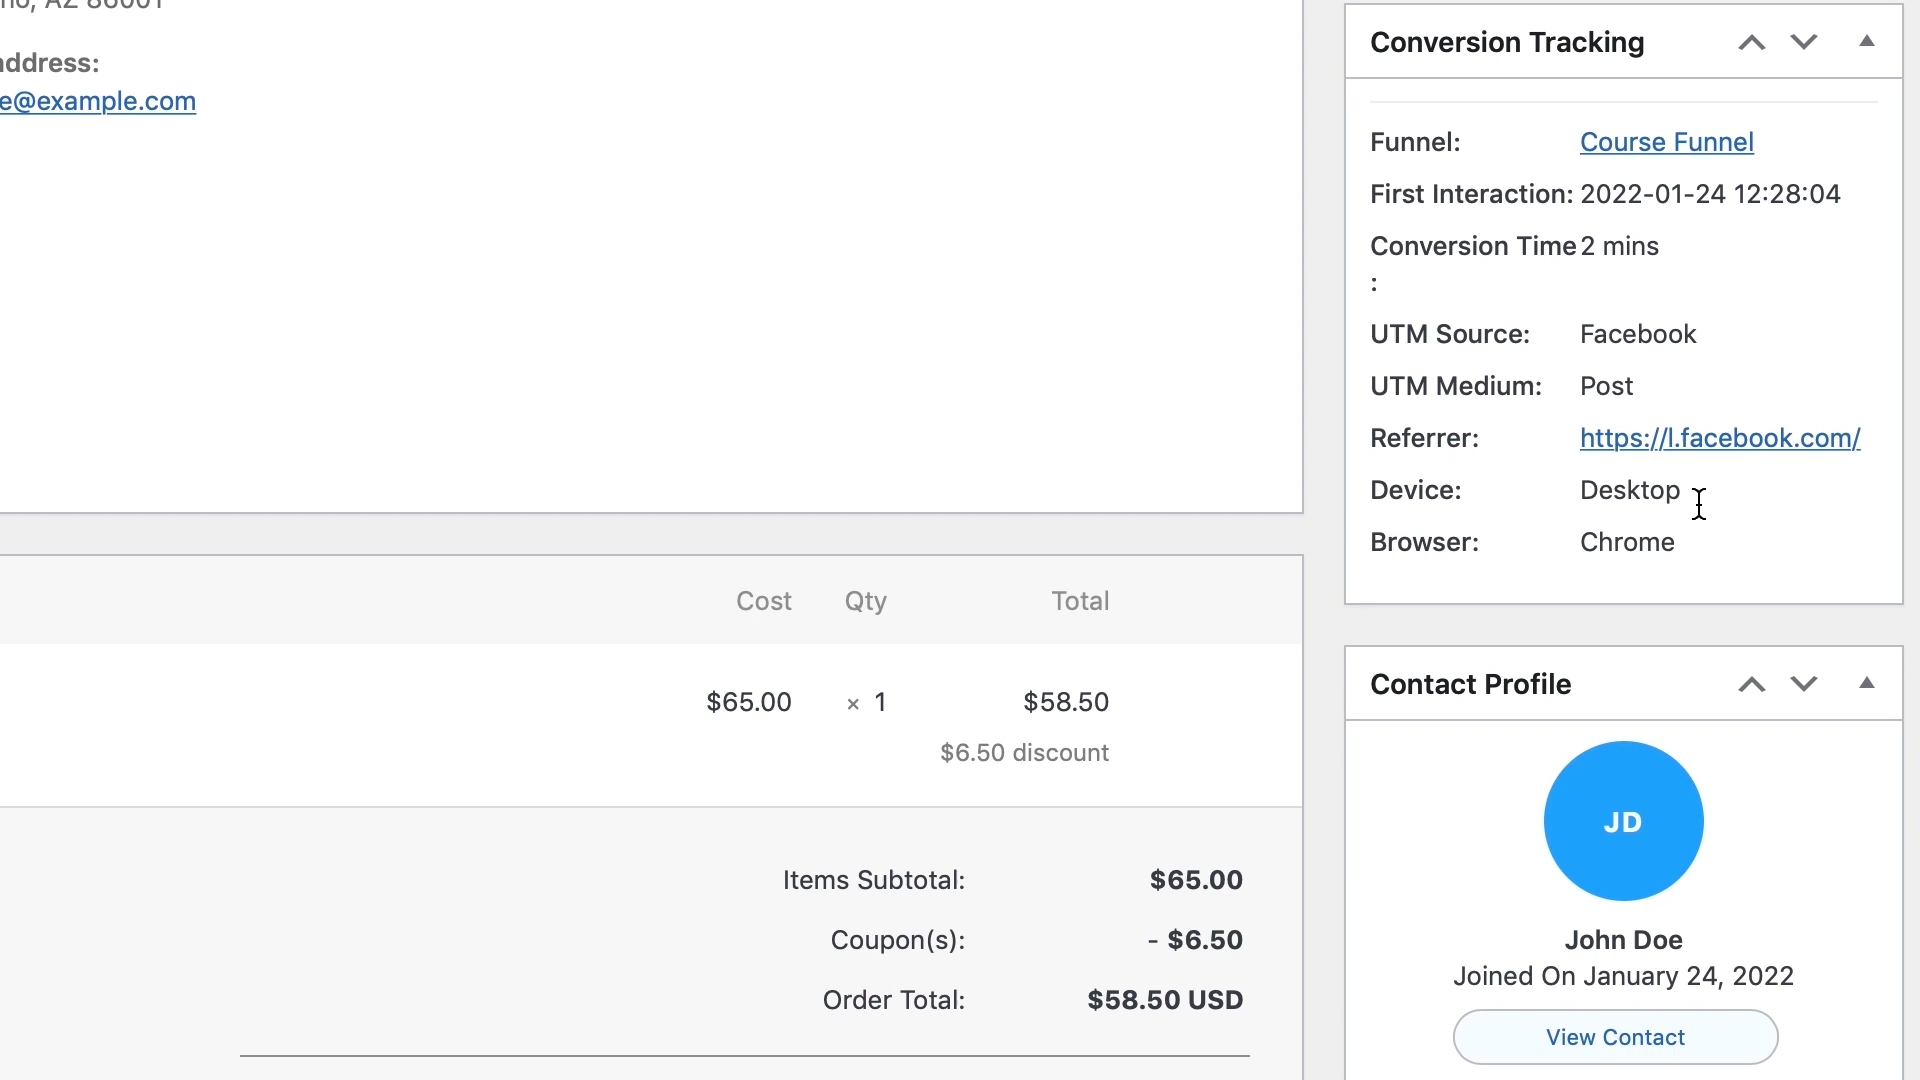 AZ 86001
address:
e@example.com
Cost Qty Total
$65.00 × 1 $58.50
$6.50 discount
Items Subtotal: $65.00
Coupon(s): - $6.50
Order Total: $58.50 USD
Conversion Tracking
Funnel: Course Funnel
First Interaction: 2022-01-24 12:28:04
Conversion Time 2 mins
:
UTM Source: Facebook
UTM Medium: Post
Referrer: https://l.facebook.com/
Device: Desktop
Browser: Chrome
Contact Profile
JD
John Doe
Joined On January 24, 2022
View Contact